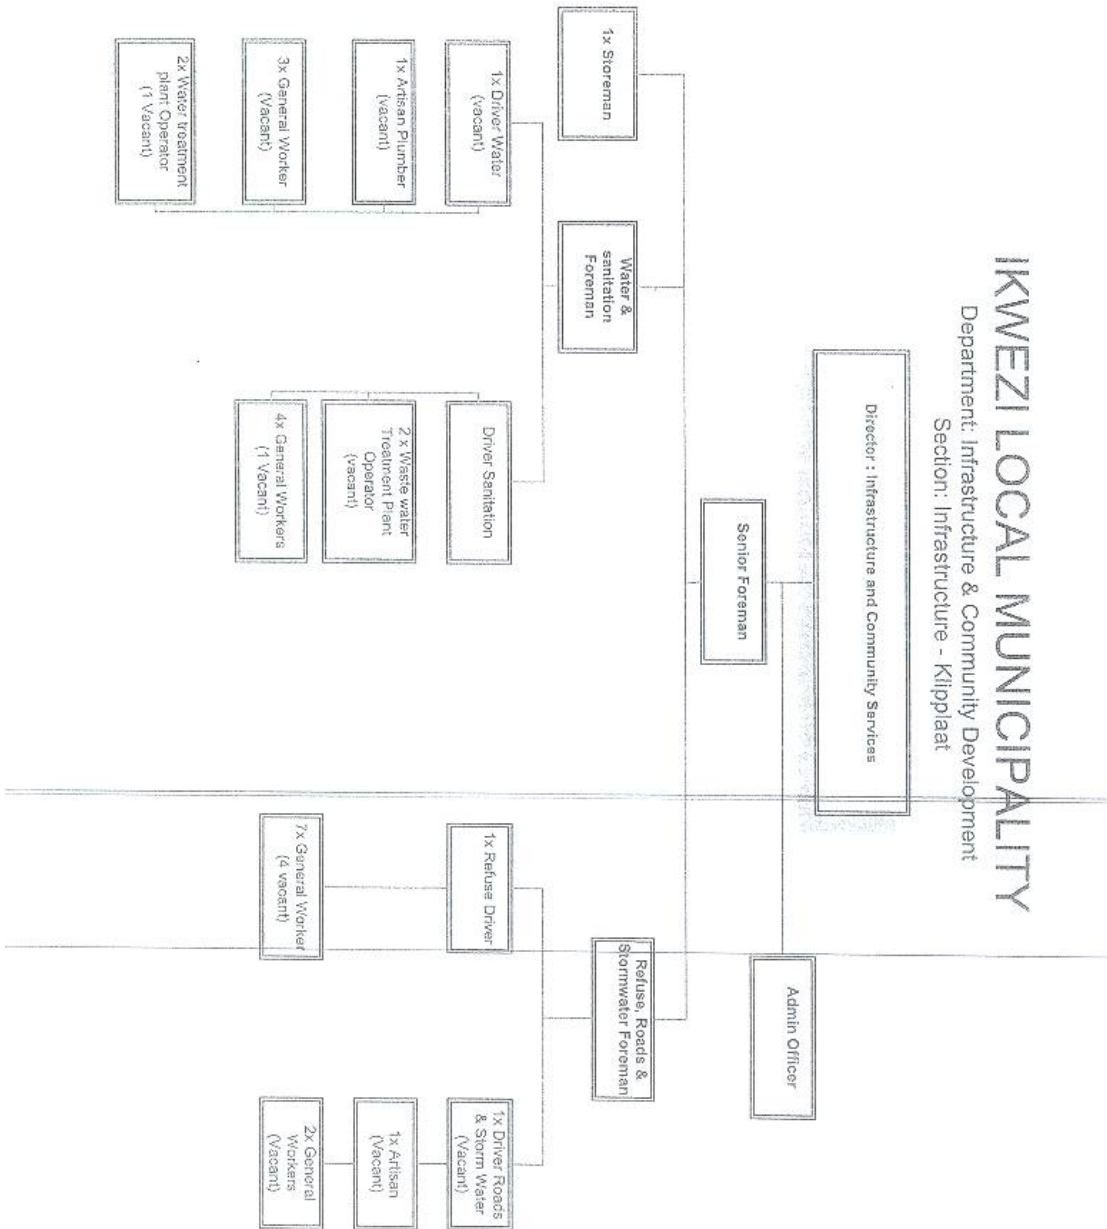 IKWEZI LOCAL MUNICIPALITY
Department: Infrastructure & Community Development
Section: Infrastructure - Klipplaat
Director : Infrastructure and Community Services
Admin Officer
Senior Foreman
1x Storeman
Water &
sanitation
Foreman
Refuse, Roads &
Stormwater Foreman
1x Driver Water
(vacant)
1x Artisan Plumber
(vacant)
3x General Worker
(Vacant)
2x Water treatment
plant Operator
(1 Vacant)
Driver Sanitation
2 x Waste water
Treatment Plant
Operator
(vacant)
4x General Workers
(1 Vacant)
1x Refuse Driver
7x General Worker
(4 vacant)
1x Driver Roads
& Storm Water
(Vacant)
1x Artisan
(Vacant)
2x General
Workers
(Vacant)